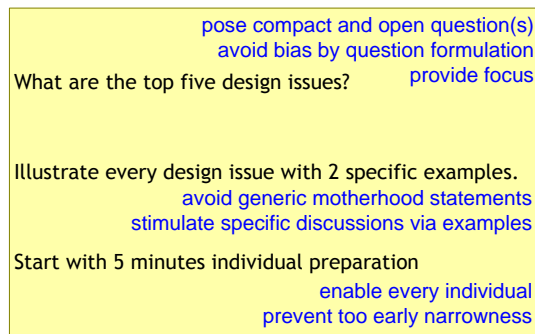 pose compact and open question(s)
avoid bias by question formulation
What are the top five design issues? provide focus
Illustrate every design issue with 2 specific examples.
avoid generic motherhood statements
stimulate specific discussions via examples
Start with 5 minutes individual preparation
enable every individual
prevent too early narrowness